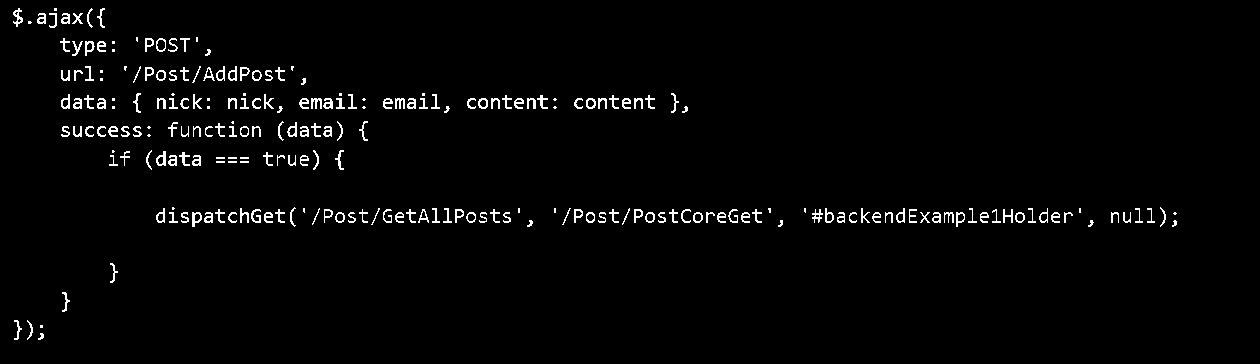 $.ajax({
    type: 'POST',
    url: '/Post/AddPost',
    data: { nick: nick, email: email, content: content },
    success: function (data) {
        if (data === true) {
            dispatchGet('/Post/GetAllPosts', '/Post/PostCoreGet', '#backendExample1Holder', null);
        }
    }
});